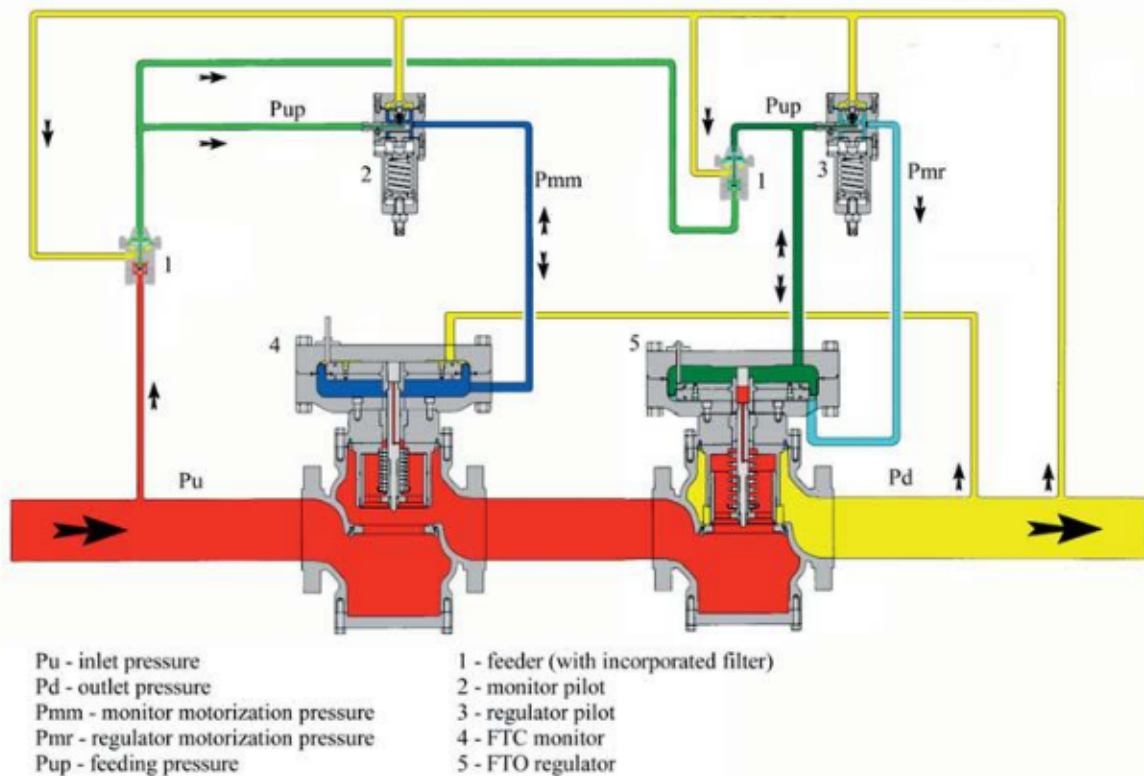 Pup
Pup
2
Pmm
1
3
Pmr
1
4
5
Pu
Pd
Pu - inlet pressure
Pd - outlet pressure
Pmm - monitor motorization pressure
Pmr - regulator motorization pressure
Pup - feeding pressure
1 - feeder (with incorporated filter)
2 - monitor pilot
3 - regulator pilot
4 - FTC monitor
5 - FTO regulator